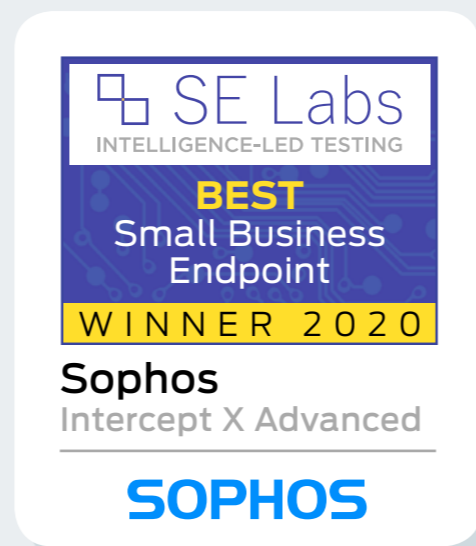 SE Labs
INTELLIGENCE-LED TESTING
BEST
Small Business
Endpoint
WINNER 2020
Sophos
Intercept X Advanced
SOPHOS